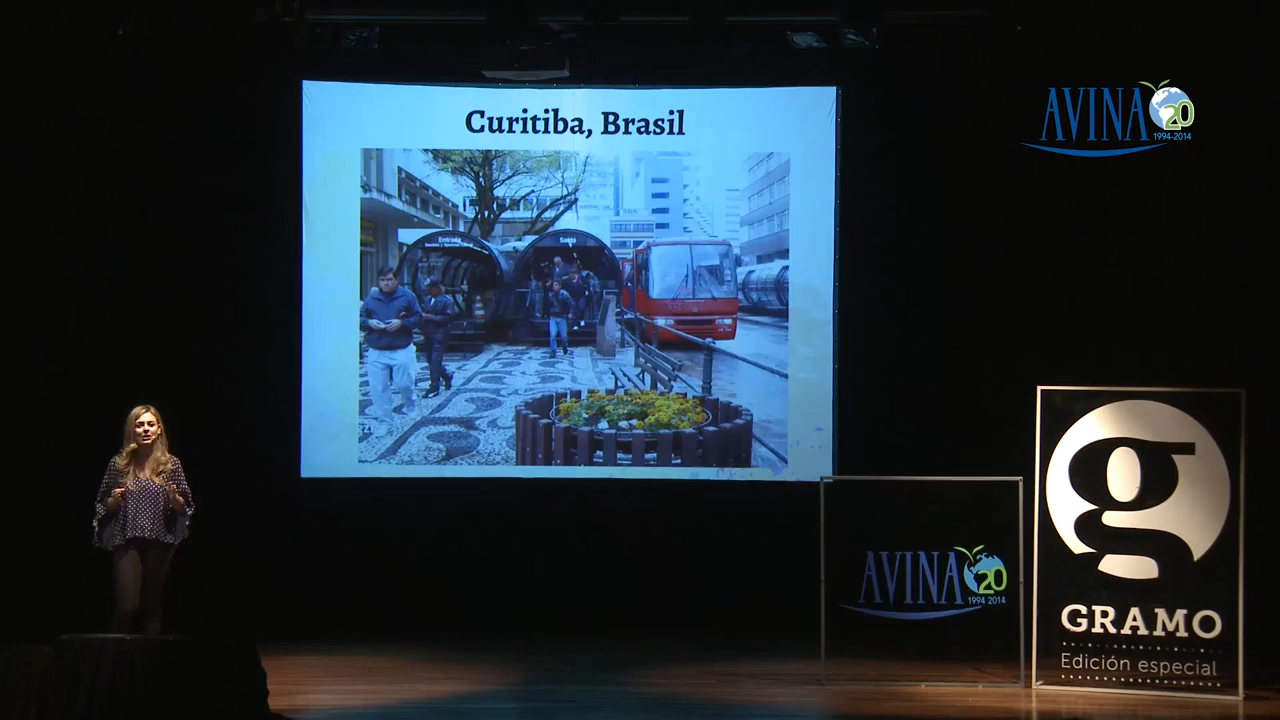 Curitiba, Brasil
Entrada
Saída
AVINA 20
1994-2014
AVINA 20
1994 2014
g
GRAMO
Edición especial